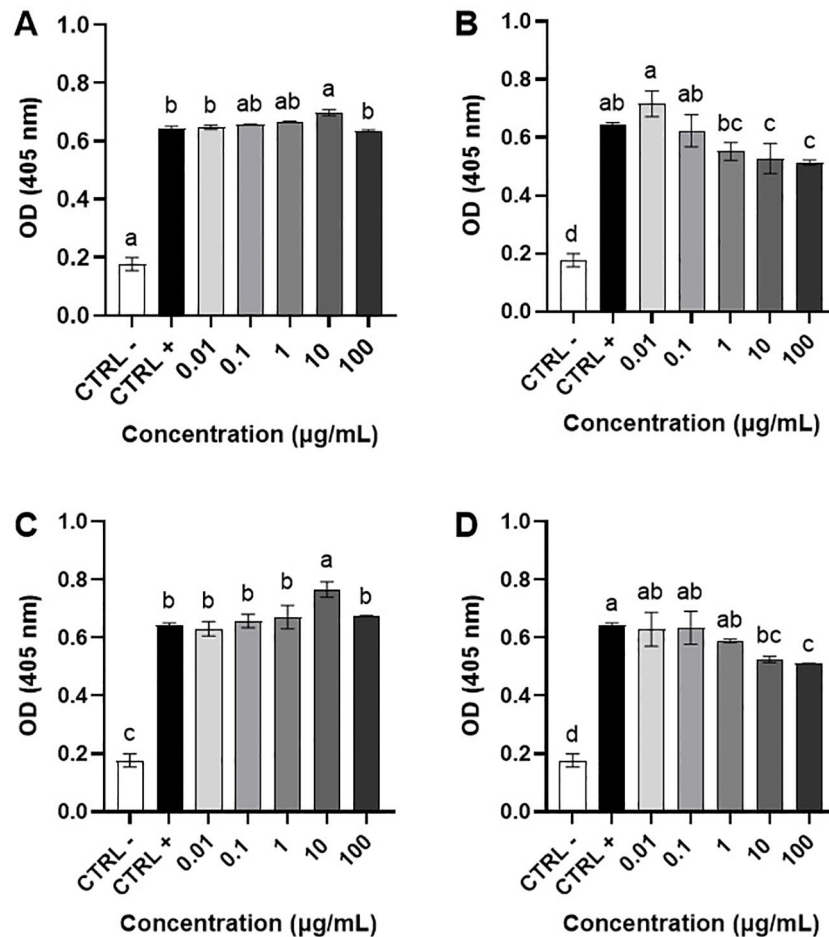 A
OD (405 nm)
1.0
0.8
0.6
0.4
0.2
0.0
a
b
b
ab
ab
a
b
CTRL -
CTRL +
0.01
0.1
1
10
100
Concentration (µg/mL)
B
OD (405 nm)
1.0
0.8
0.6
0.4
0.2
0.0
d
ab
a
ab
bc
c
c
CTRL -
CTRL +
0.01
0.1
1
10
100
Concentration (µg/mL)
C
OD (405 nm)
1.0
0.8
0.6
0.4
0.2
0.0
c
b
b
b
b
a
b
CTRL -
CTRL +
0.01
0.1
1
10
100
Concentration (µg/mL)
D
OD (405 nm)
1.0
0.8
0.6
0.4
0.2
0.0
d
a
ab
ab
ab
bc
c
CTRL -
CTRL +
0.01
0.1
1
10
100
Concentration (µg/mL)